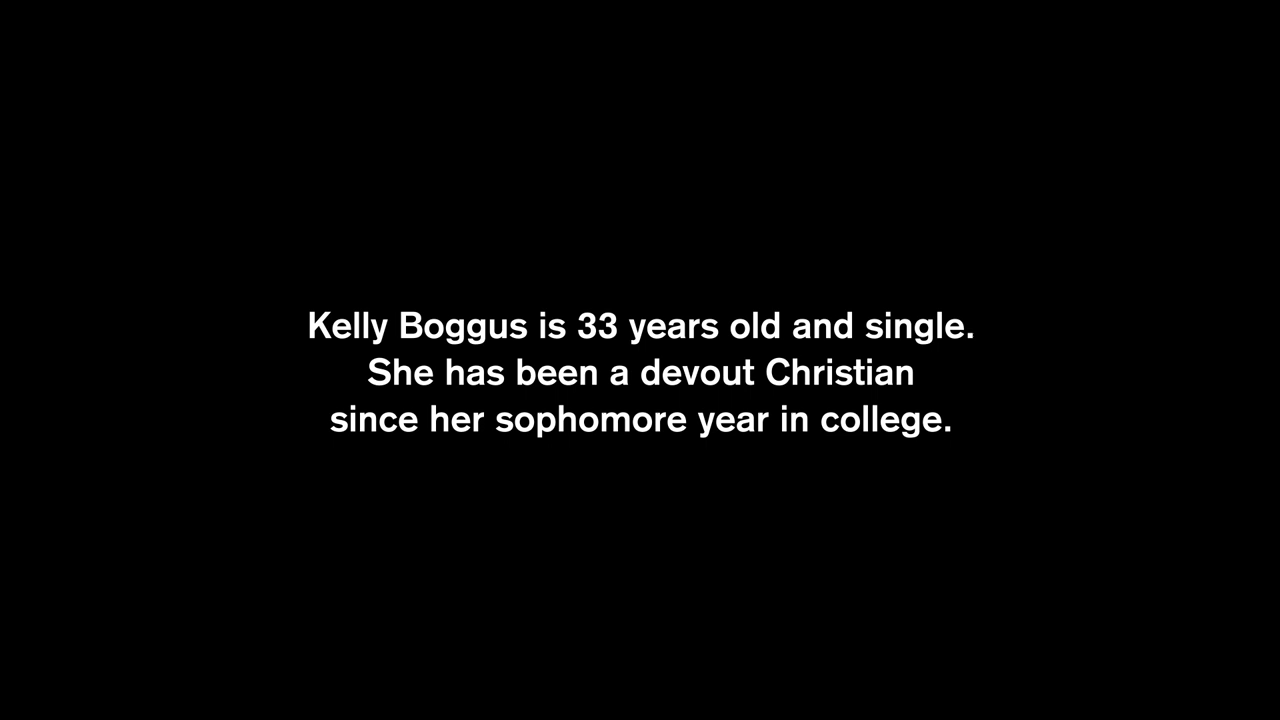 Kelly Boggus is 33 years old and single.
She has been a devout Christian
since her sophomore year in college.